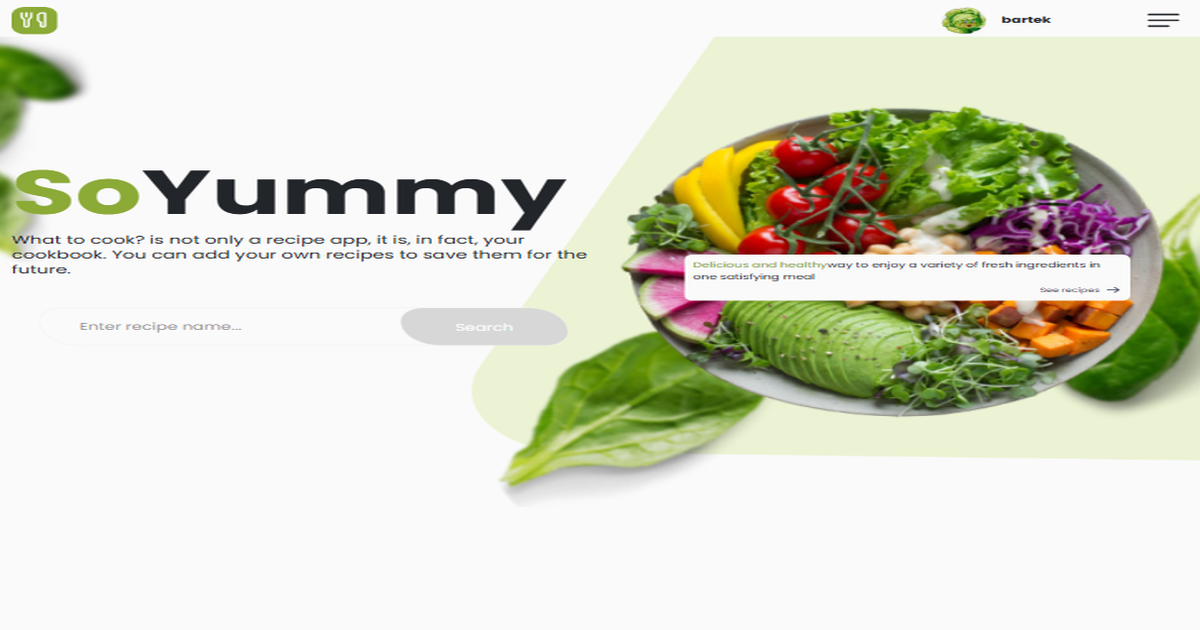 bartek
SoYummy
What to cook? is not only a recipe app, it is, in fact, your
cookbook. You can add your own recipes to save them for the
future.
Enter recipe name...
Search
Delicious and healthyway to enjoy a variety of fresh ingredients in
one satisfying meal
See recipes